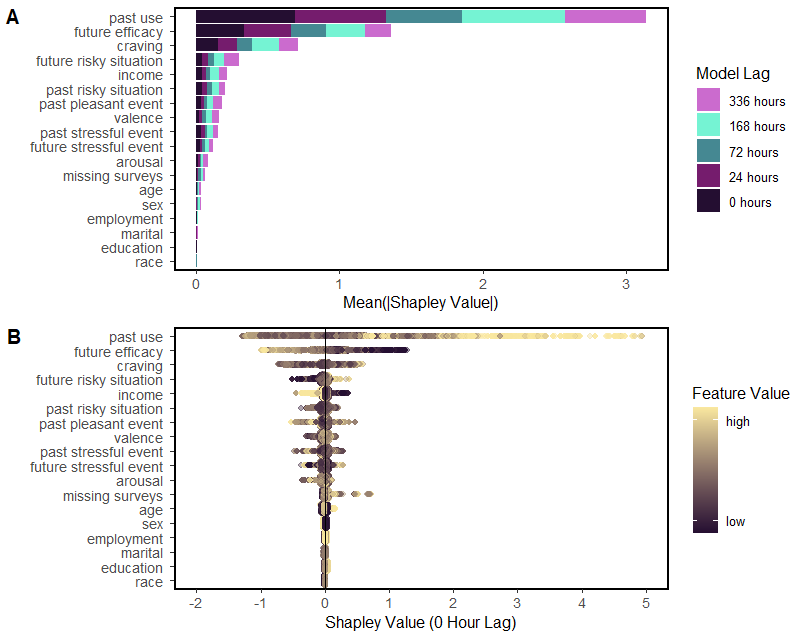 A
past use
future efficacy
craving
future risky situation
income
past risky situation
past pleasant event
valence
past stressful event
future stressful event
arousal
missing surveys
age
sex
employment
marital
education
race
0 1 2 3
Mean(|Shapley Value|)
Model Lag
336 hours
168 hours
72 hours
24 hours
0 hours
B
past use
future efficacy
craving
future risky situation
income
past risky situation
past pleasant event
valence
past stressful event
future stressful event
arousal
missing surveys
age
sex
employment
marital
education
race
-2 -1 0 1 2 3 4 5
Shapley Value (0 Hour Lag)
Feature Value
high
low